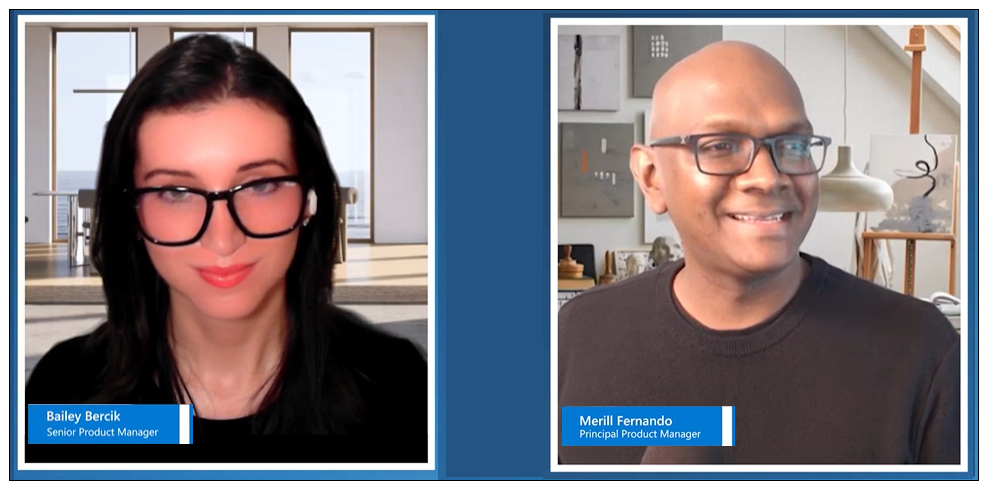 Bailey Bercik
Senior Product Manager
Merill Fernando
Principal Product Manager